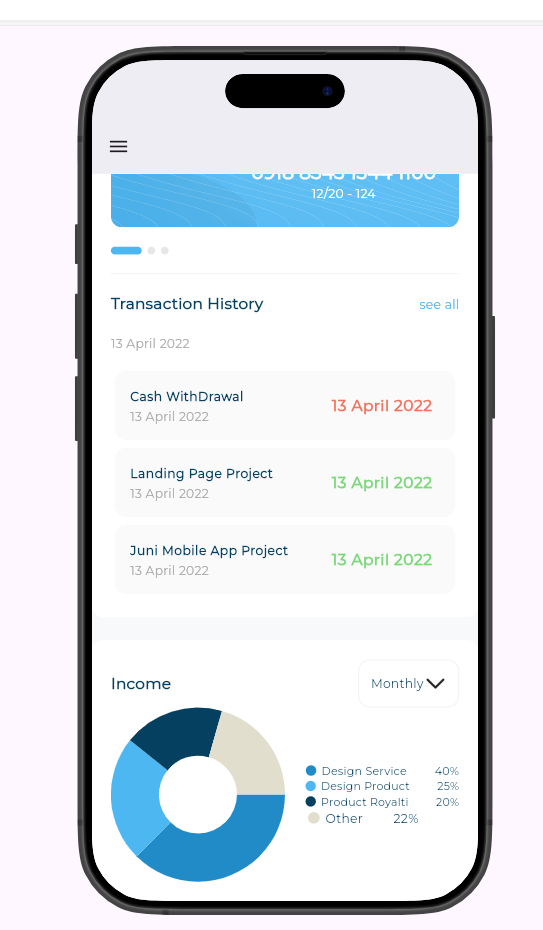 12/20 - 124
Transaction History
see all
13 April 2022
Cash WithDrawal
13 April 2022
13 April 2022
Landing Page Project
13 April 2022
13 April 2022
Juni Mobile App Project
13 April 2022
13 April 2022
Income
Monthly
Design Service 40%
Design Product 25%
Product Royalti 20%
Other 22%